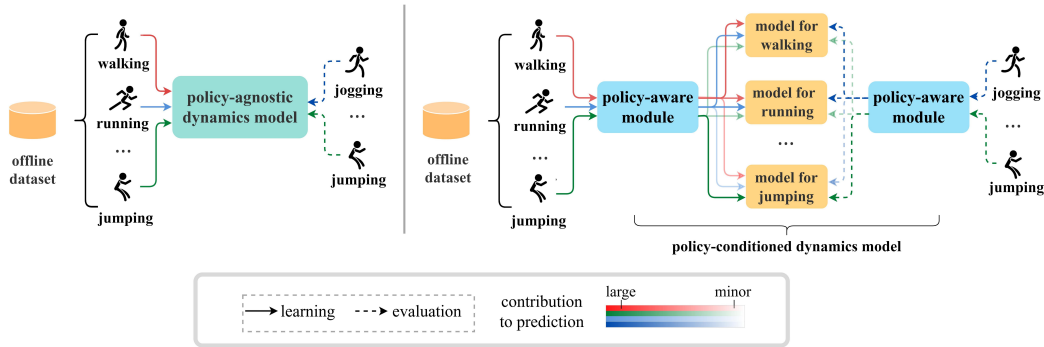 walking
policy-agnostic
dynamics model
running
...
jumping
offline
dataset
jogging
...
jumping
walking
running
...
jumping
offline
dataset
policy-aware
module
model for
walking
model for
running
...
model for
jumping
policy-aware
module
jogging
...
jumping
policy-conditioned dynamics model
learning
evaluation
contribution
to prediction
large
minor